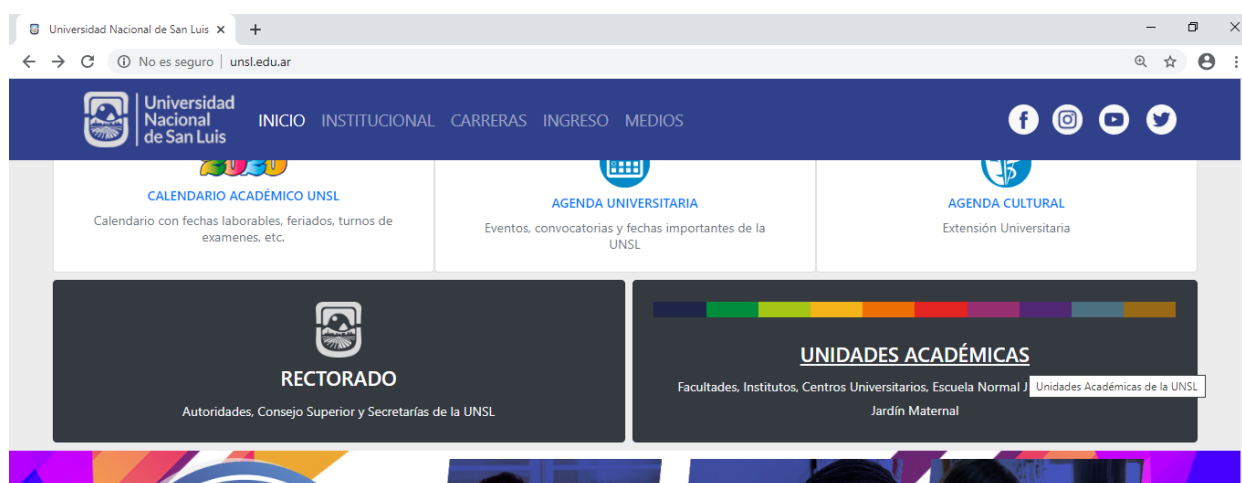 Universidad Nacional de San Luis
No es seguro | unsl.edu.ar
Universidad
Nacional
de San Luis
INICIO INSTITUCIONAL CARRERAS INGRESO MEDIOS
2020
CALENDARIO ACADÉMICO UNSL
Calendario con fechas laborables, feriados, turnos de
examenes, etc.
AGENDA UNIVERSITARIA
Eventos, convocatorias y fechas importantes de la
UNSL
AGENDA CULTURAL
Extensión Universitaria
RECTORADO
Autoridades, Consejo Superior y Secretarías de la UNSL
UNIDADES ACADÉMICAS
Facultades, Institutos, Centros Universitarios, Escuela Normal J
Unidades Académicas de la UNSL
Jardín Maternal